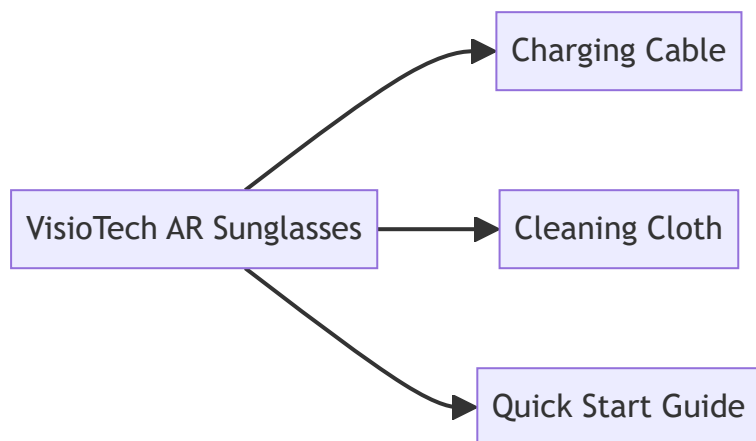 Charging Cable
VisioTech AR Sunglasses
Cleaning Cloth
Quick Start Guide